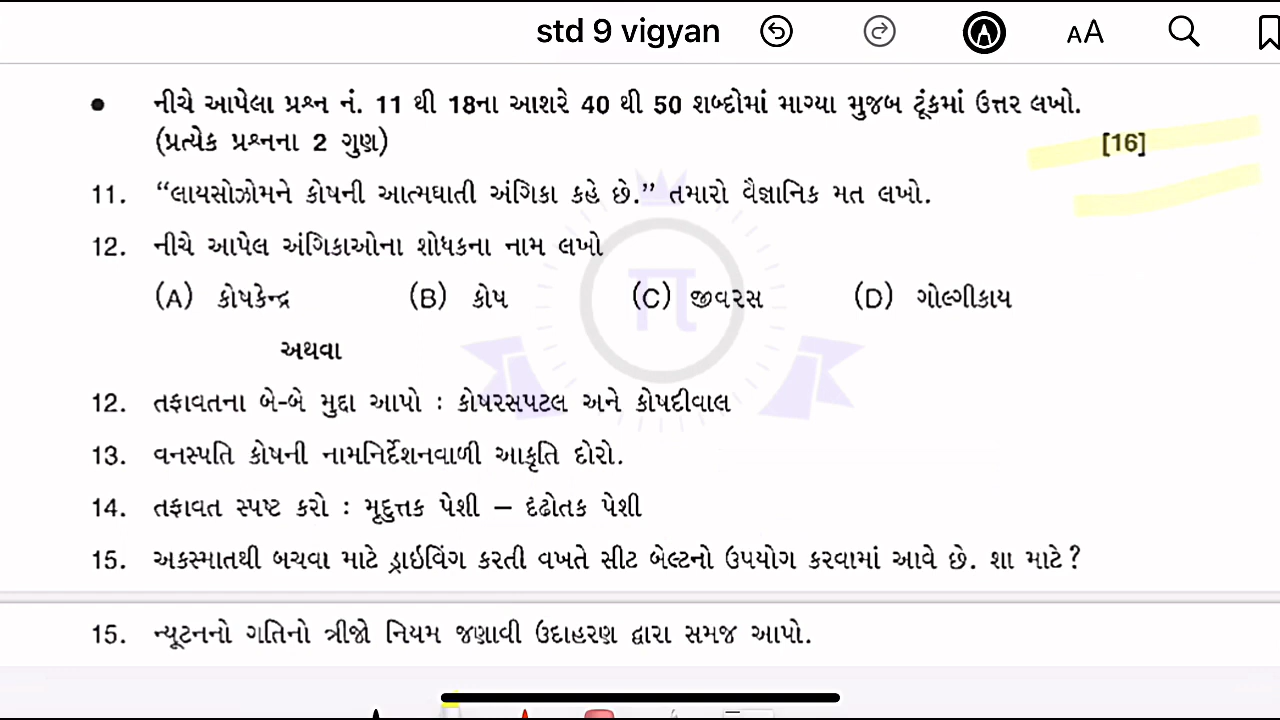 std 9 vigyan
AA
● નીચે આપેલા પ્રશ્ન નં. 11 થી 18ના આશરે 40 થી 50 શબ્દોમાં માગ્યા મુજબ ટૂંકમાં ઉત્તર લખો.
(પ્રત્યેક પ્રશ્નના 2 ગુણ) [16]
11. “લાયસોઝોમને કોષની આત્મઘાતી અંગિકા કહે છે.” તમારો વૈજ્ઞાનિક મત લખો.
12. નીચે આપેલ અંગિકાઓના શોધકના નામ લખો
(A) કોષકેન્દ્ર (B) કોષ (C) જીવરસ (D) ગોલ્ગીકાય
π
અથવા
12. તફાવતના બે-બે મુદ્દા આપો : કોષરસપટલ અને કોષદીવાલ
13. વનસ્પતિ કોષની નામનિર્દેશનવાળી આકૃતિ દોરો.
14. તફાવત સ્પષ્ટ કરો : મૃદુત્તક પેશી – દઢોતક પેશી
15. અકસ્માતથી બચવા માટે ડ્રાઇવિંગ કરતી વખતે સીટ બેલ્ટનો ઉપયોગ કરવામાં આવે છે. શા માટે ?
15. ન્યૂટનનો ગતિનો ત્રીજો નિયમ જણાવી ઉદાહરણ દ્વારા સમજ આપો.